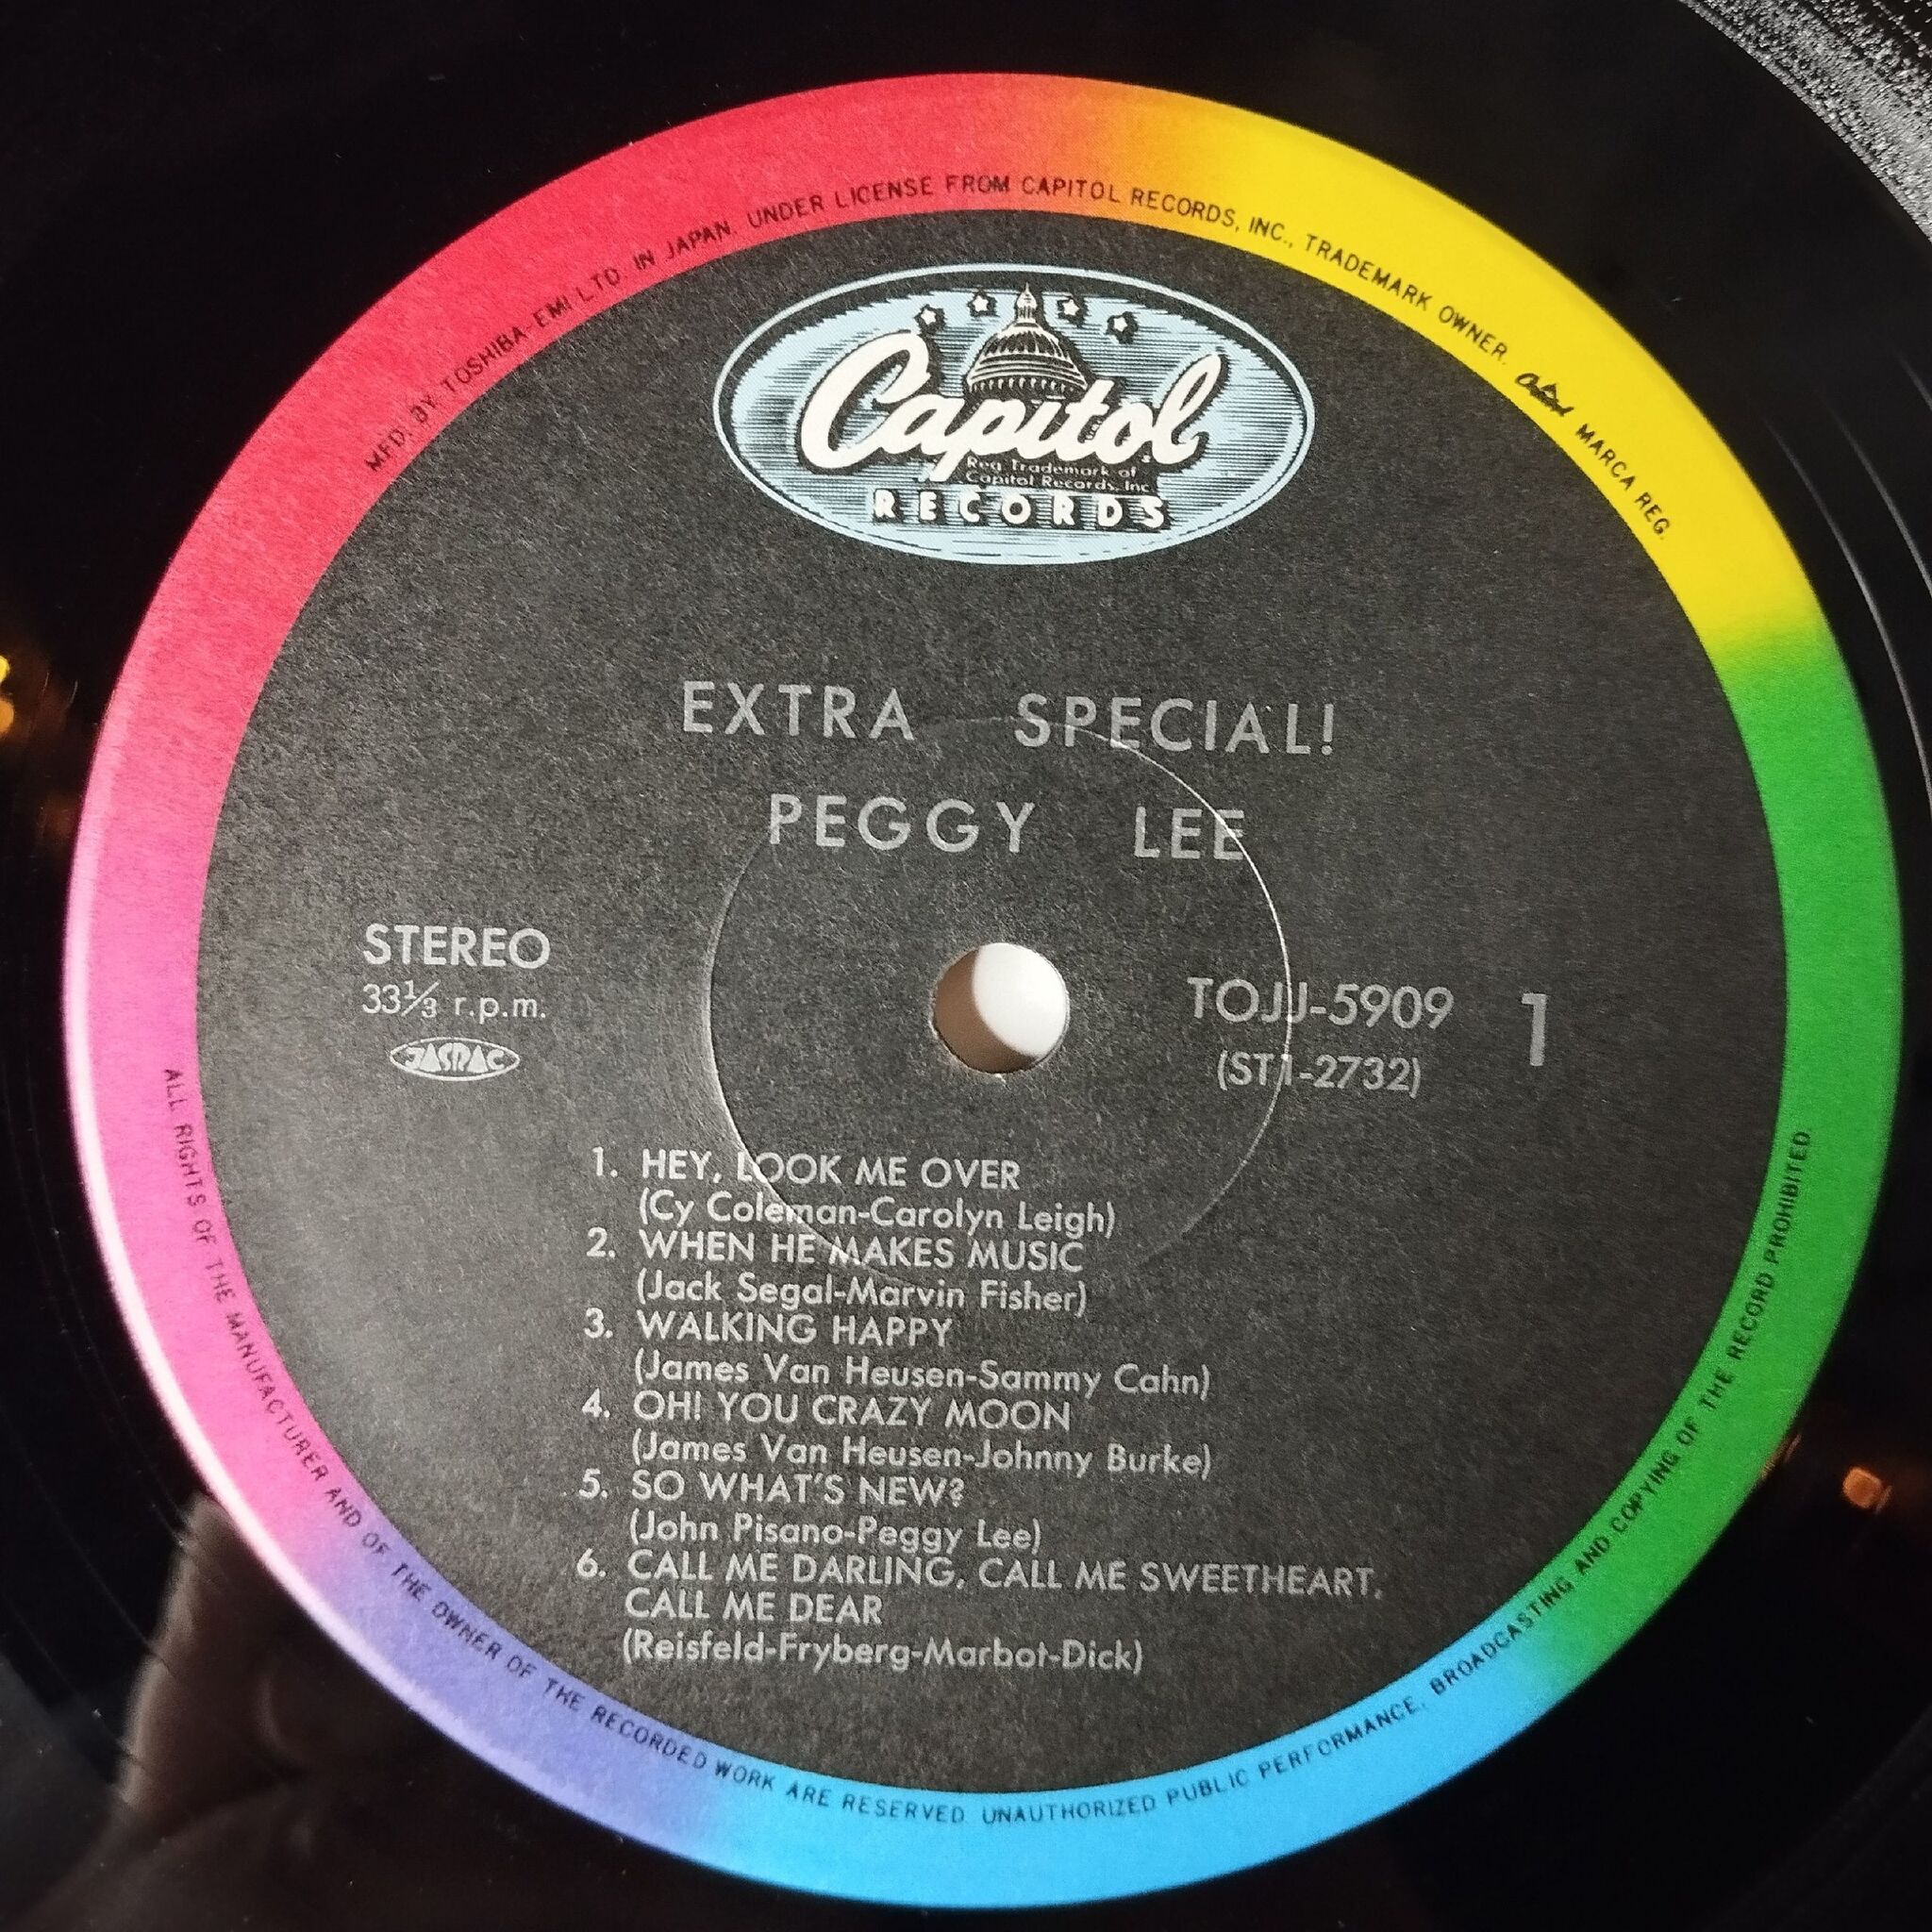 MFD. BY TOSHIBA-EMI LTD. IN JAPAN. UNDER LICENSE FROM CAPITOL RECORDS, INC., TRADEMARK OWNER. Capitol MARCA REG.
Capitol
Reg. Trademark of
Capitol Records, Inc.
RECORDS
EXTRA SPECIAL!
PEGGY LEE
STEREO
33⅓ r.p.m.
JASRAC
TOJJ-5909 1
(ST1-2732)
1. HEY, LOOK ME OVER
(Cy Coleman-Carolyn Leigh)
2. WHEN HE MAKES MUSIC
(Jack Segal-Marvin Fisher)
3. WALKING HAPPY
(James Van Heusen-Sammy Cahn)
4. OH! YOU CRAZY MOON
(James Van Heusen-Johnny Burke)
5. SO WHAT'S NEW?
(John Pisano-Peggy Lee)
6. CALL ME DARLING, CALL ME SWEETHEART,
CALL ME DEAR
(Reisfeld-Fryberg-Marbot-Dick)
ALL RIGHTS OF THE MANUFACTURER AND OF THE OWNER OF THE RECORDED WORK ARE RESERVED. UNAUTHORIZED PUBLIC PERFORMANCE, BROADCASTING AND COPYING OF THE RECORD PROHIBITED.